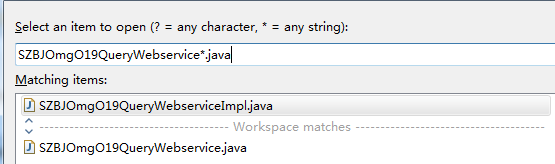 Select an item to open (? = any character, * = any string):
SZBJOmgO19QueryWebservice*.java
Matching items:
SZBJOmgO19QueryWebserviceImpl.java
Workspace matches
SZBJOmgO19QueryWebservice.java